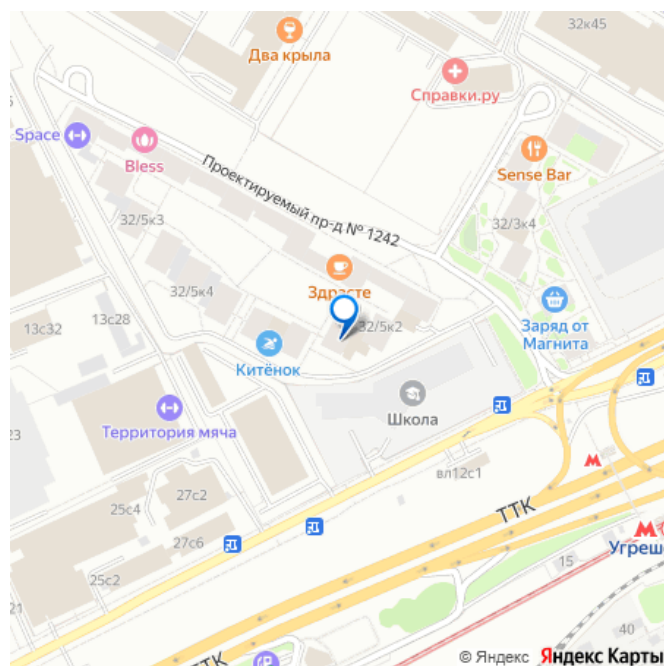 32к45
Два крыла
Справки.ру
Space
Bless
Sense Bar
Проектируемый пр-д № 1242
32/5к3
32/3к4
32/5к4
Здрасте
13с28
13с32
32/5к2
Заряд от
Магнита
Китёнок
Школа
Территория мяча
23
вл12с1
25с4
27с2
ТТК
27с6
Угреш
25с2
15
21
40
ТТК
© Яндекс Яндекс Карты